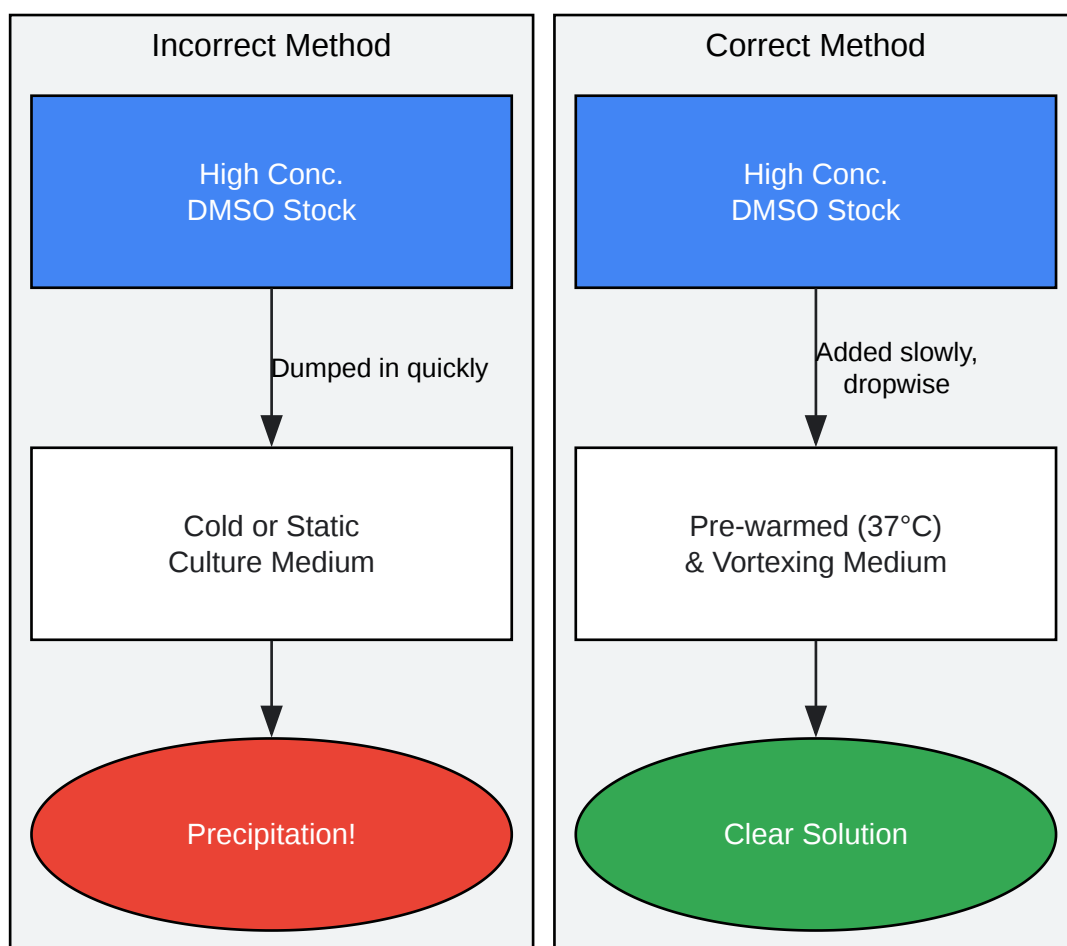 Incorrect Method
High Conc.
DMSO Stock
Dumped in quickly
Cold or Static
Culture Medium
Precipitation!
Correct Method
High Conc.
DMSO Stock
Added slowly,
dropwise
Pre-warmed (37°C)
& Vortexing Medium
Clear Solution